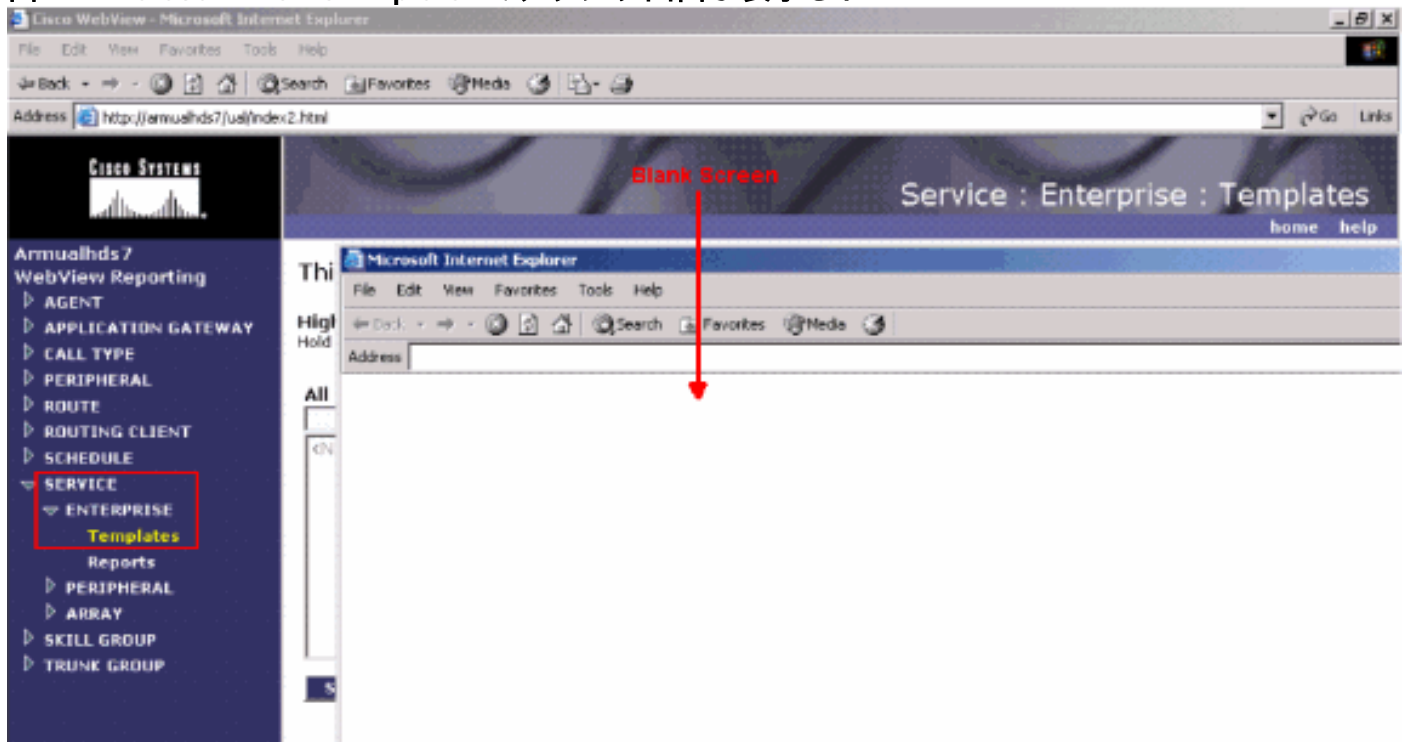 Cisco WebView - Microsoft Internet Explorer
File Edit View Favorites Tools Help
Back Search Favorites Media
Address http://armualhds7/ual/index2.html Go Links
CISCO SYSTEMS
Blank Screen
Service : Enterprise : Templates
home help
Armualhds7
WebView Reporting
AGENT
APPLICATION GATEWAY
CALL TYPE
PERIPHERAL
ROUTE
ROUTING CLIENT
SCHEDULE
SERVICE
ENTERPRISE
Templates
Reports
PERIPHERAL
ARRAY
SKILL GROUP
TRUNK GROUP
Thi
High
Hold
All
<N
S
Microsoft Internet Explorer
File Edit View Favorites Tools Help
Back Search Favorites Media
Address